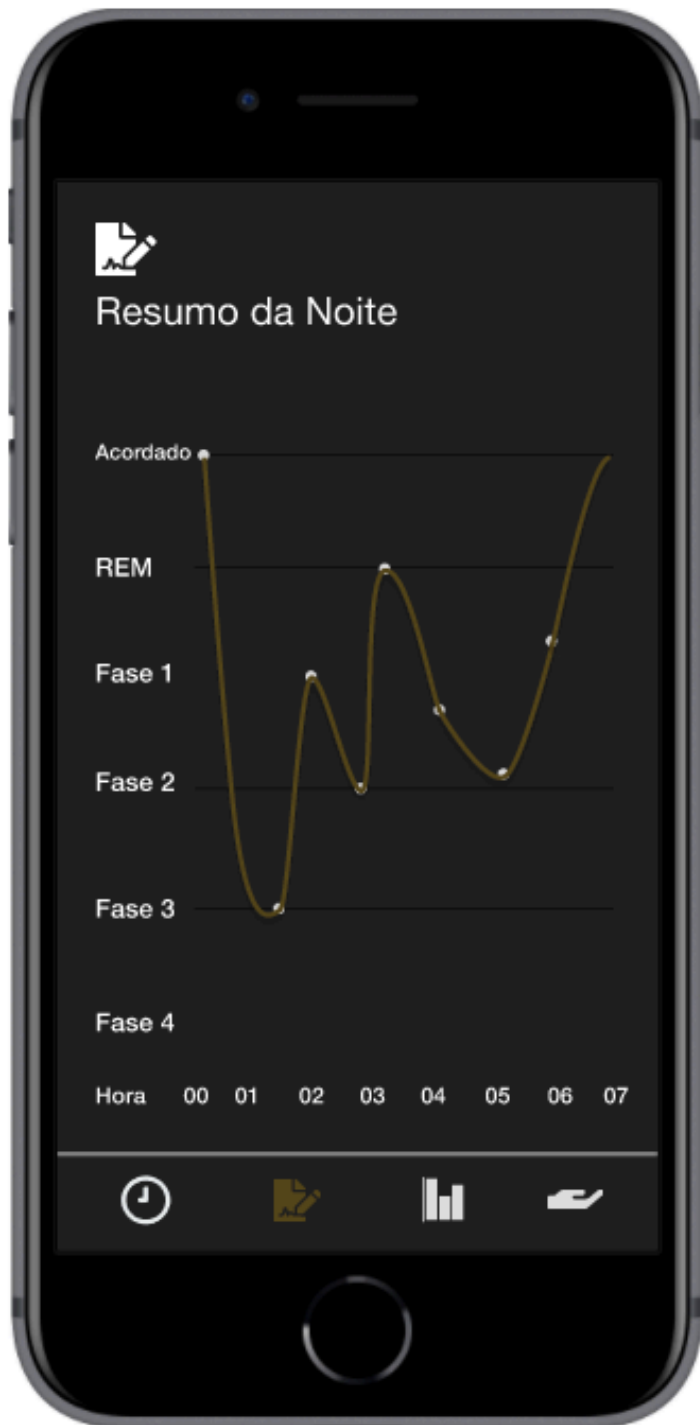 Resumo da Noite
Acordado
REM
Fase 1
Fase 2
Fase 3
Fase 4
Hora 00 01 02 03 04 05 06 07